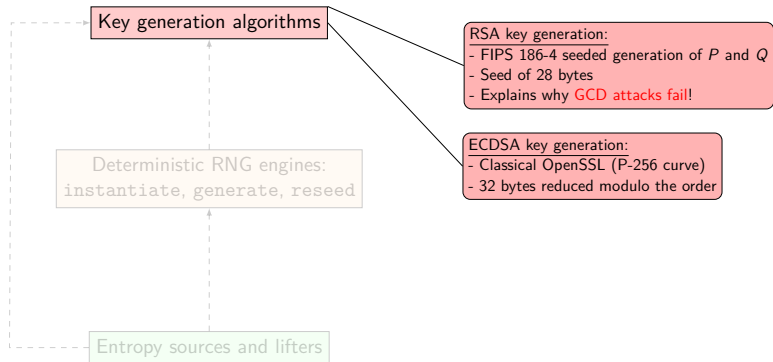 Key generation algorithms
RSA key generation:
- FIPS 186-4 seeded generation of P and Q
- Seed of 28 bytes
- Explains why GCD attacks fail!
ECDSA key generation:
- Classical OpenSSL (P-256 curve)
- 32 bytes reduced modulo the order
Deterministic RNG engines:
instantiate, generate, reseed
Entropy sources and lifters